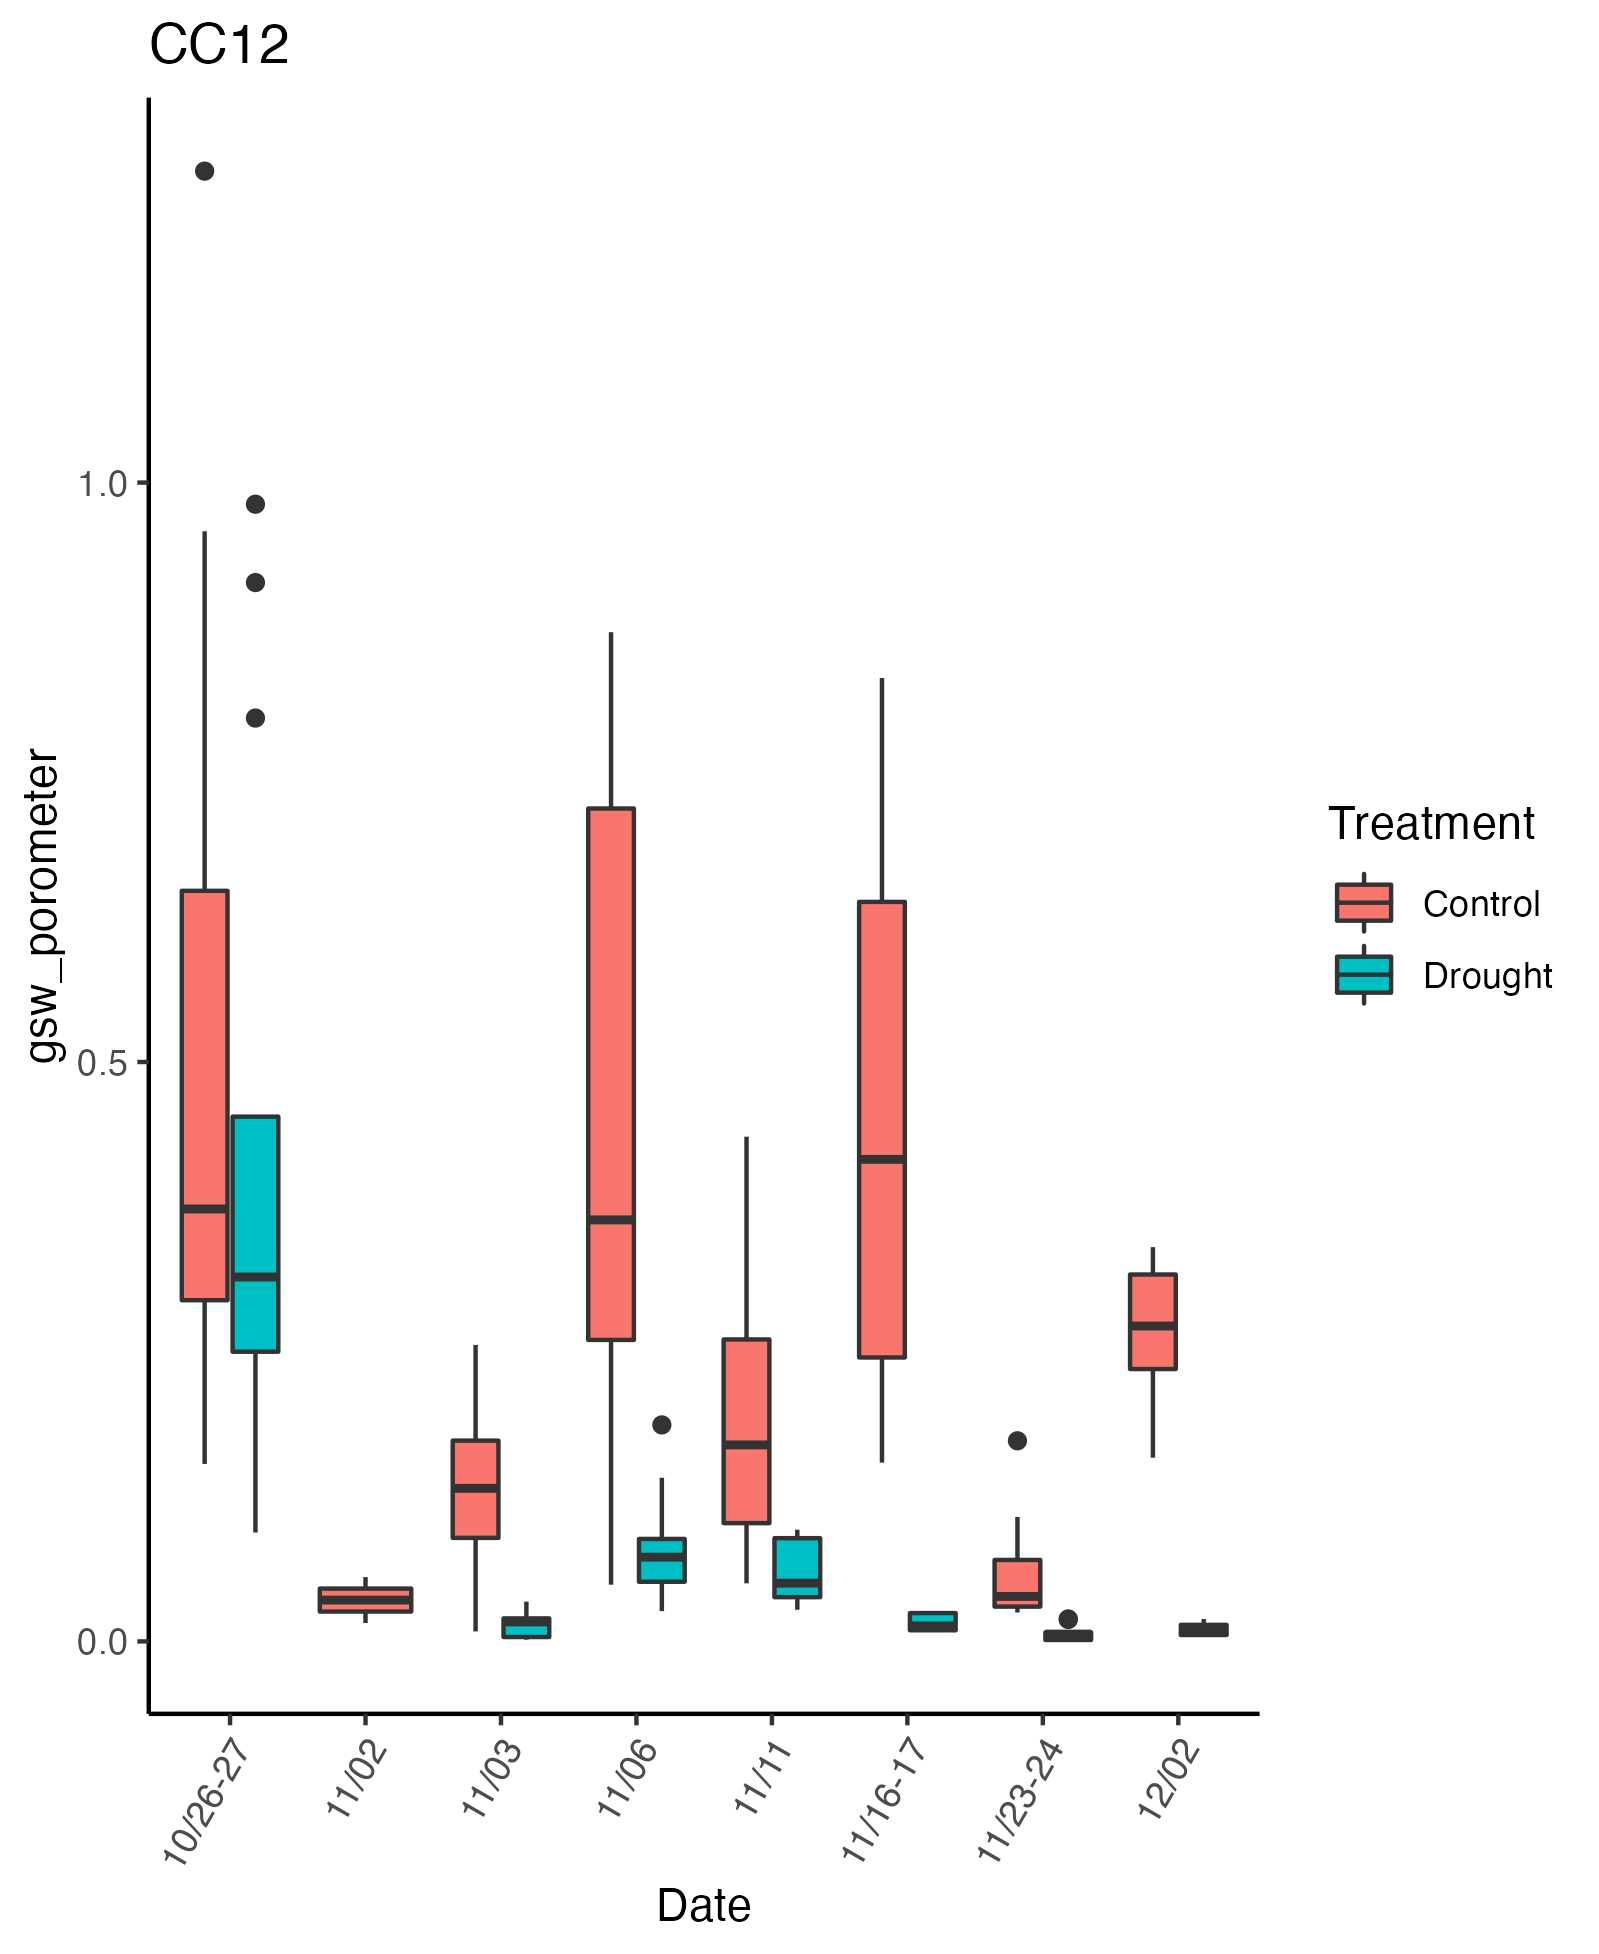 CC12
1.0
0.5
0.0
gsw_porometer
10/26-27
11/02
11/03
11/06
11/11
11/16-17
11/23-24
12/02
Date
Treatment
Control
Drought